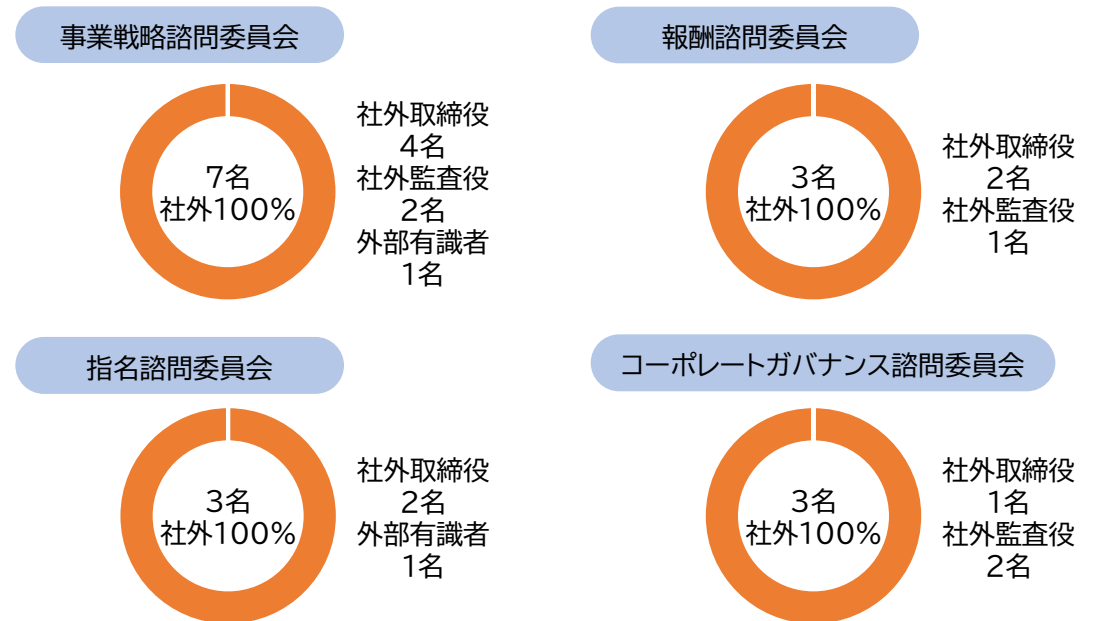 事業戦略諮問委員会
7名
社外100%
社外取締役
4名
社外監査役
2名
外部有識者
1名
報酬諮問委員会
3名
社外100%
社外取締役
2名
社外監査役
1名
指名諮問委員会
3名
社外100%
社外取締役
2名
外部有識者
1名
コーポレートガバナンス諮問委員会
3名
社外100%
社外取締役
1名
社外監査役
2名